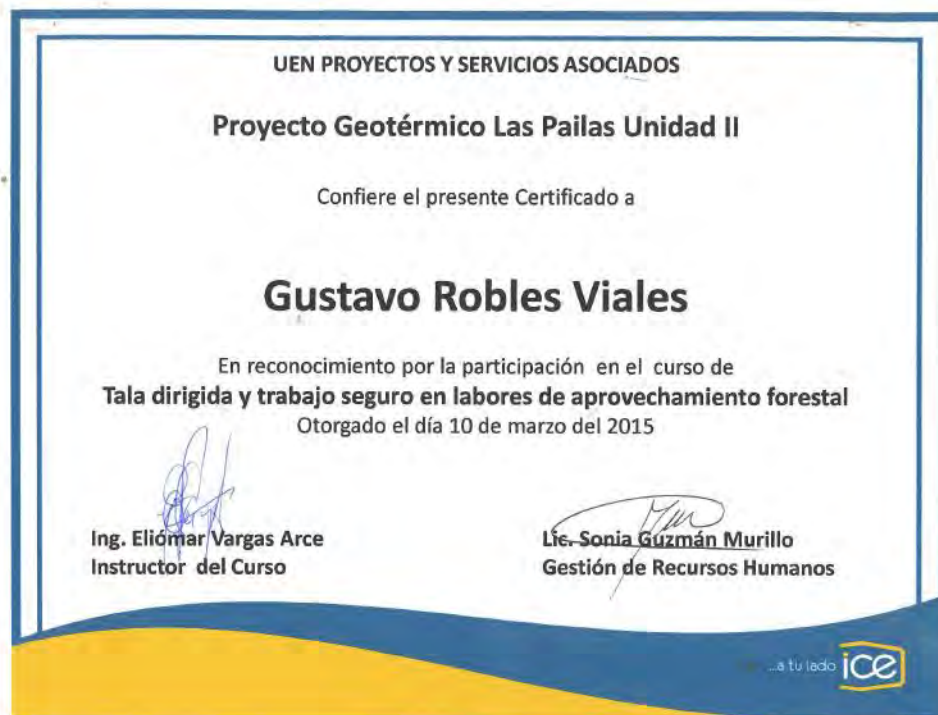 UEN PROYECTOS Y SERVICIOS ASOCIADOS
Proyecto Geotérmico Las Pailas Unidad II
Confiere el presente Certificado a
Gustavo Robles Viales
En reconocimiento por la participación en el curso de
Tala dirigida y trabajo seguro en labores de aprovechamiento forestal
Otorgado el día 10 de marzo del 2015
Ing. Eliómar Vargas Arce
Instructor del Curso
Lic. Sonia Guzmán Murillo
Gestión de Recursos Humanos
...a tu lado ice